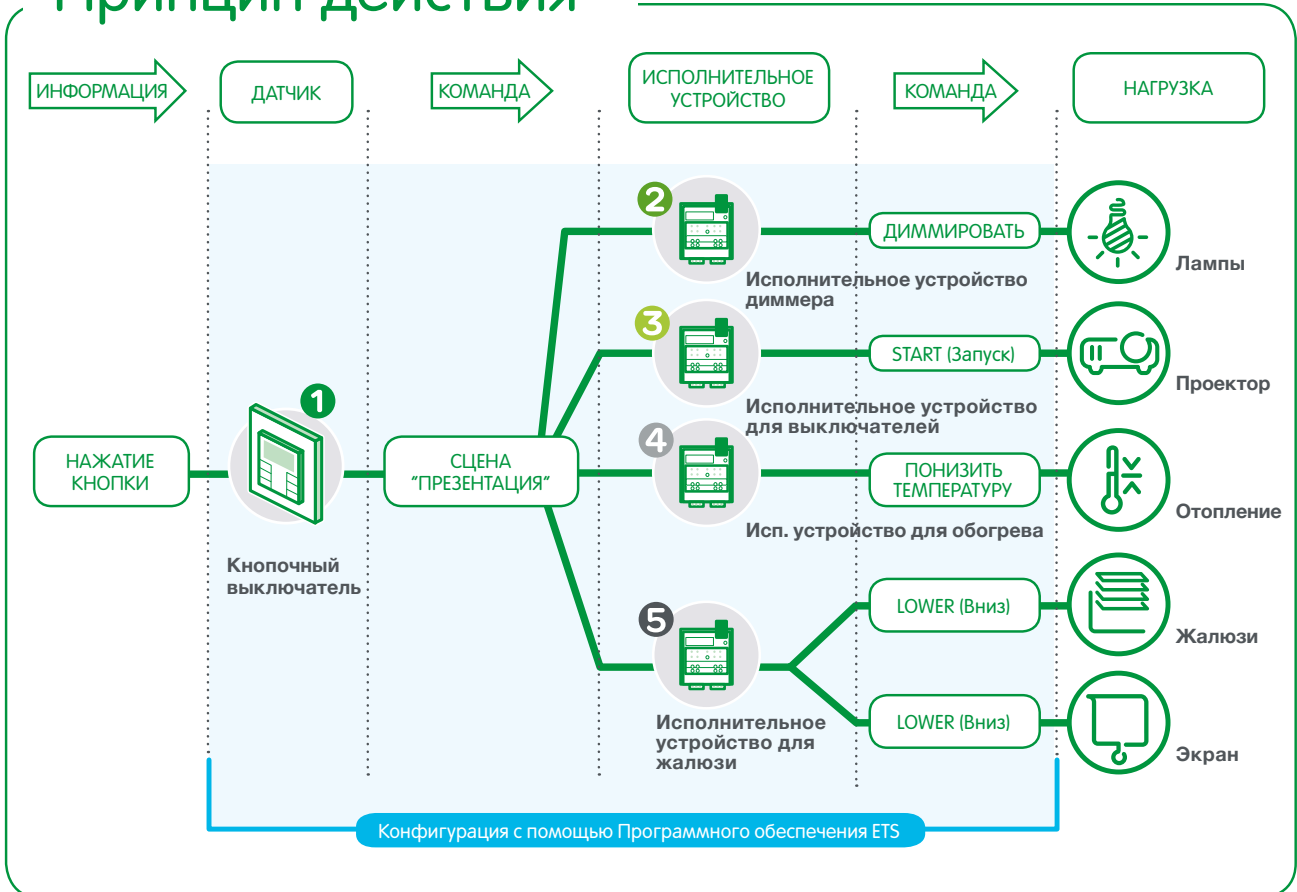 Принцип действия
ИНФОРМАЦИЯ
ДАТЧИК
КОМАНДА
ИСПОЛНИТЕЛЬНОЕ
УСТРОЙСТВО
КОМАНДА
НАГРУЗКА
2
ДИММИРОВАТЬ
Лампы
Исполнительное устройство
диммера
3
START (Запуск)
Проектор
Исполнительное устройство
для выключателей
1
НАЖАТИЕ
КНОПКИ
СЦЕНА
"ПРЕЗЕНТАЦИЯ"
4
ПОНИЗИТЬ
ТЕМПЕРАТУРУ
Отопление
Исп. устройство для обогрева
Кнопочный
выключатель
5
LOWER (Вниз)
Жалюзи
LOWER (Вниз)
Экран
Исполнительное
устройство для
жалюзи
Конфигурация с помощью Программного обеспечения ETS